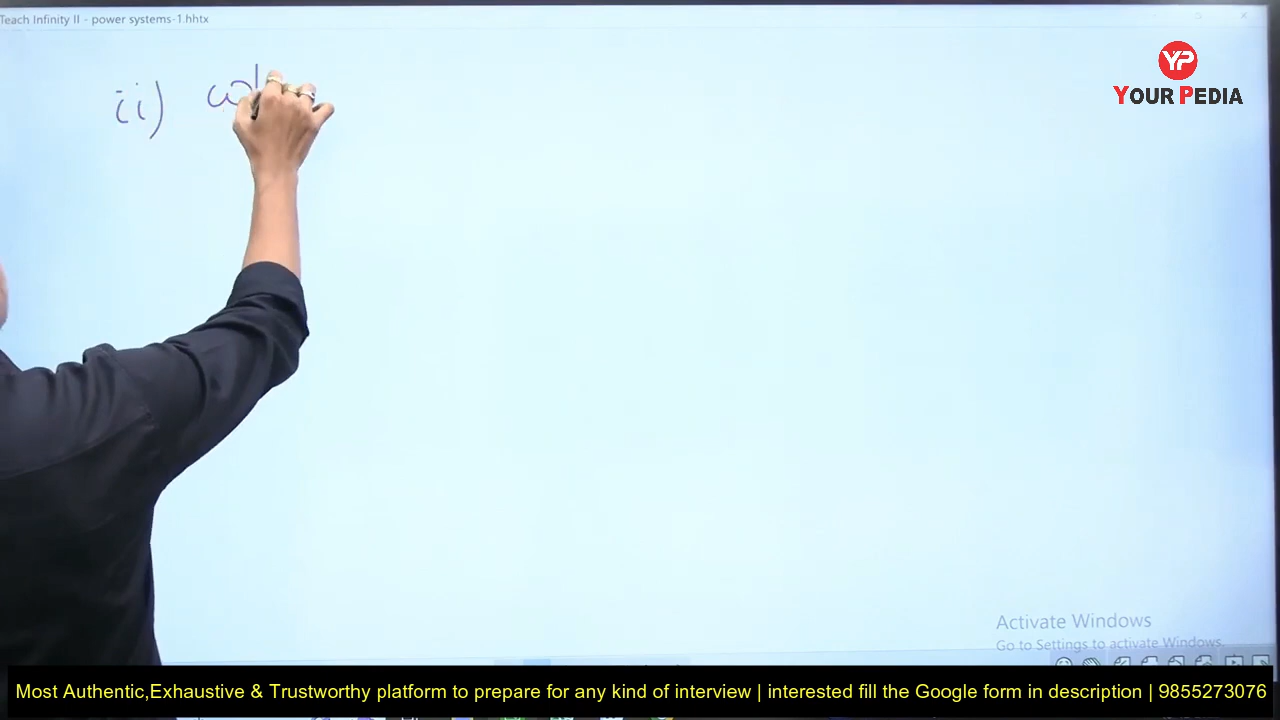 Teach Infinity II - power systems-1.hhtx
YP
YOUR PEDIA
ii)
Activate Windows
Go to Settings to activate Windows.
Most Authentic,Exhaustive & Trustworthy platform to prepare for any kind of interview | interested fill the Google form in description | 9855273076